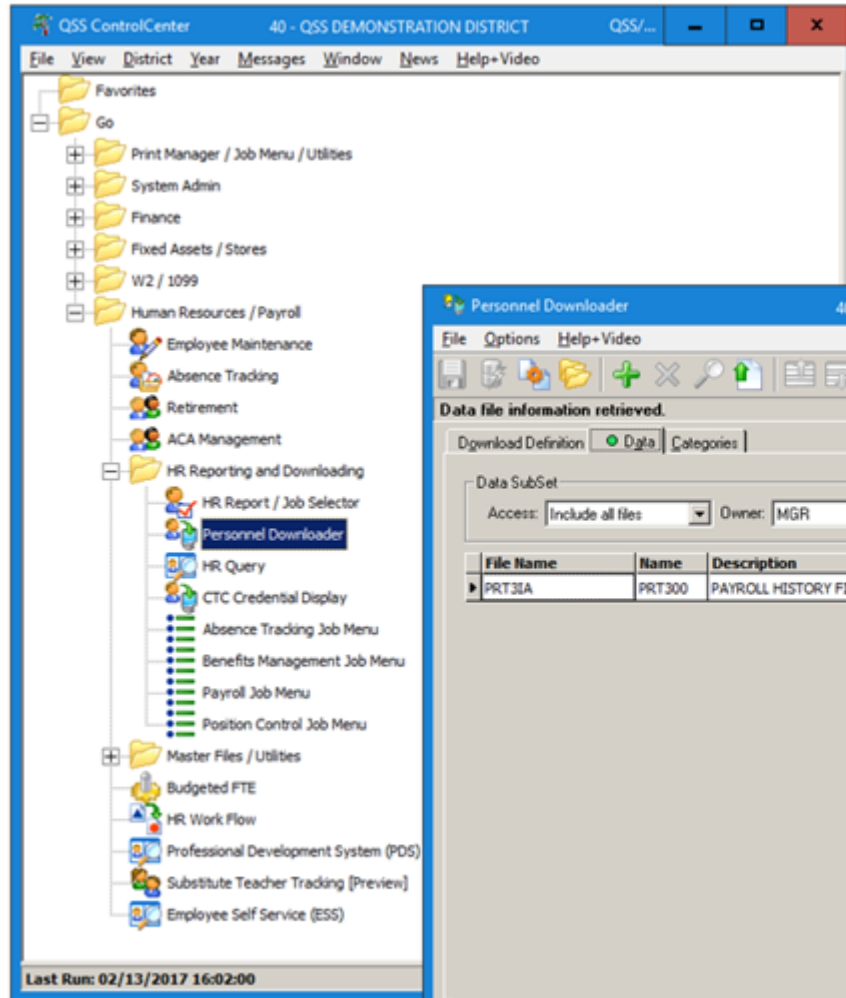 QSS ControlCenter 40 - QSS DEMONSTRATION DISTRICT QSS/...
File View District Year Messages Window News Help+Video
Favorites
Go
Print Manager / Job Menu / Utilities
System Admin
Finance
Fixed Assets / Stores
W2 / 1099
Human Resources / Payroll
Employee Maintenance
Absence Tracking
Retirement
ACA Management
HR Reporting and Downloading
HR Report / Job Selector
Personnel Downloader
HR Query
CTC Credential Display
Absence Tracking Job Menu
Benefits Management Job Menu
Payroll Job Menu
Position Control Job Menu
Master Files / Utilities
Budgeted FTE
HR Work Flow
Professional Development System (PDS)
Substitute Teacher Tracking [Preview]
Employee Self Service (ESS)
Last Run: 02/13/2017 16:02:00
Personnel Downloader 40
File Options Help+Video
Data file information retrieved.
Download Definition Data Categories
Data SubSet
Access: Include all files Owner: MGR
File Name Name Description
PRT3IA PRT300 PAYROLL HISTORY FI